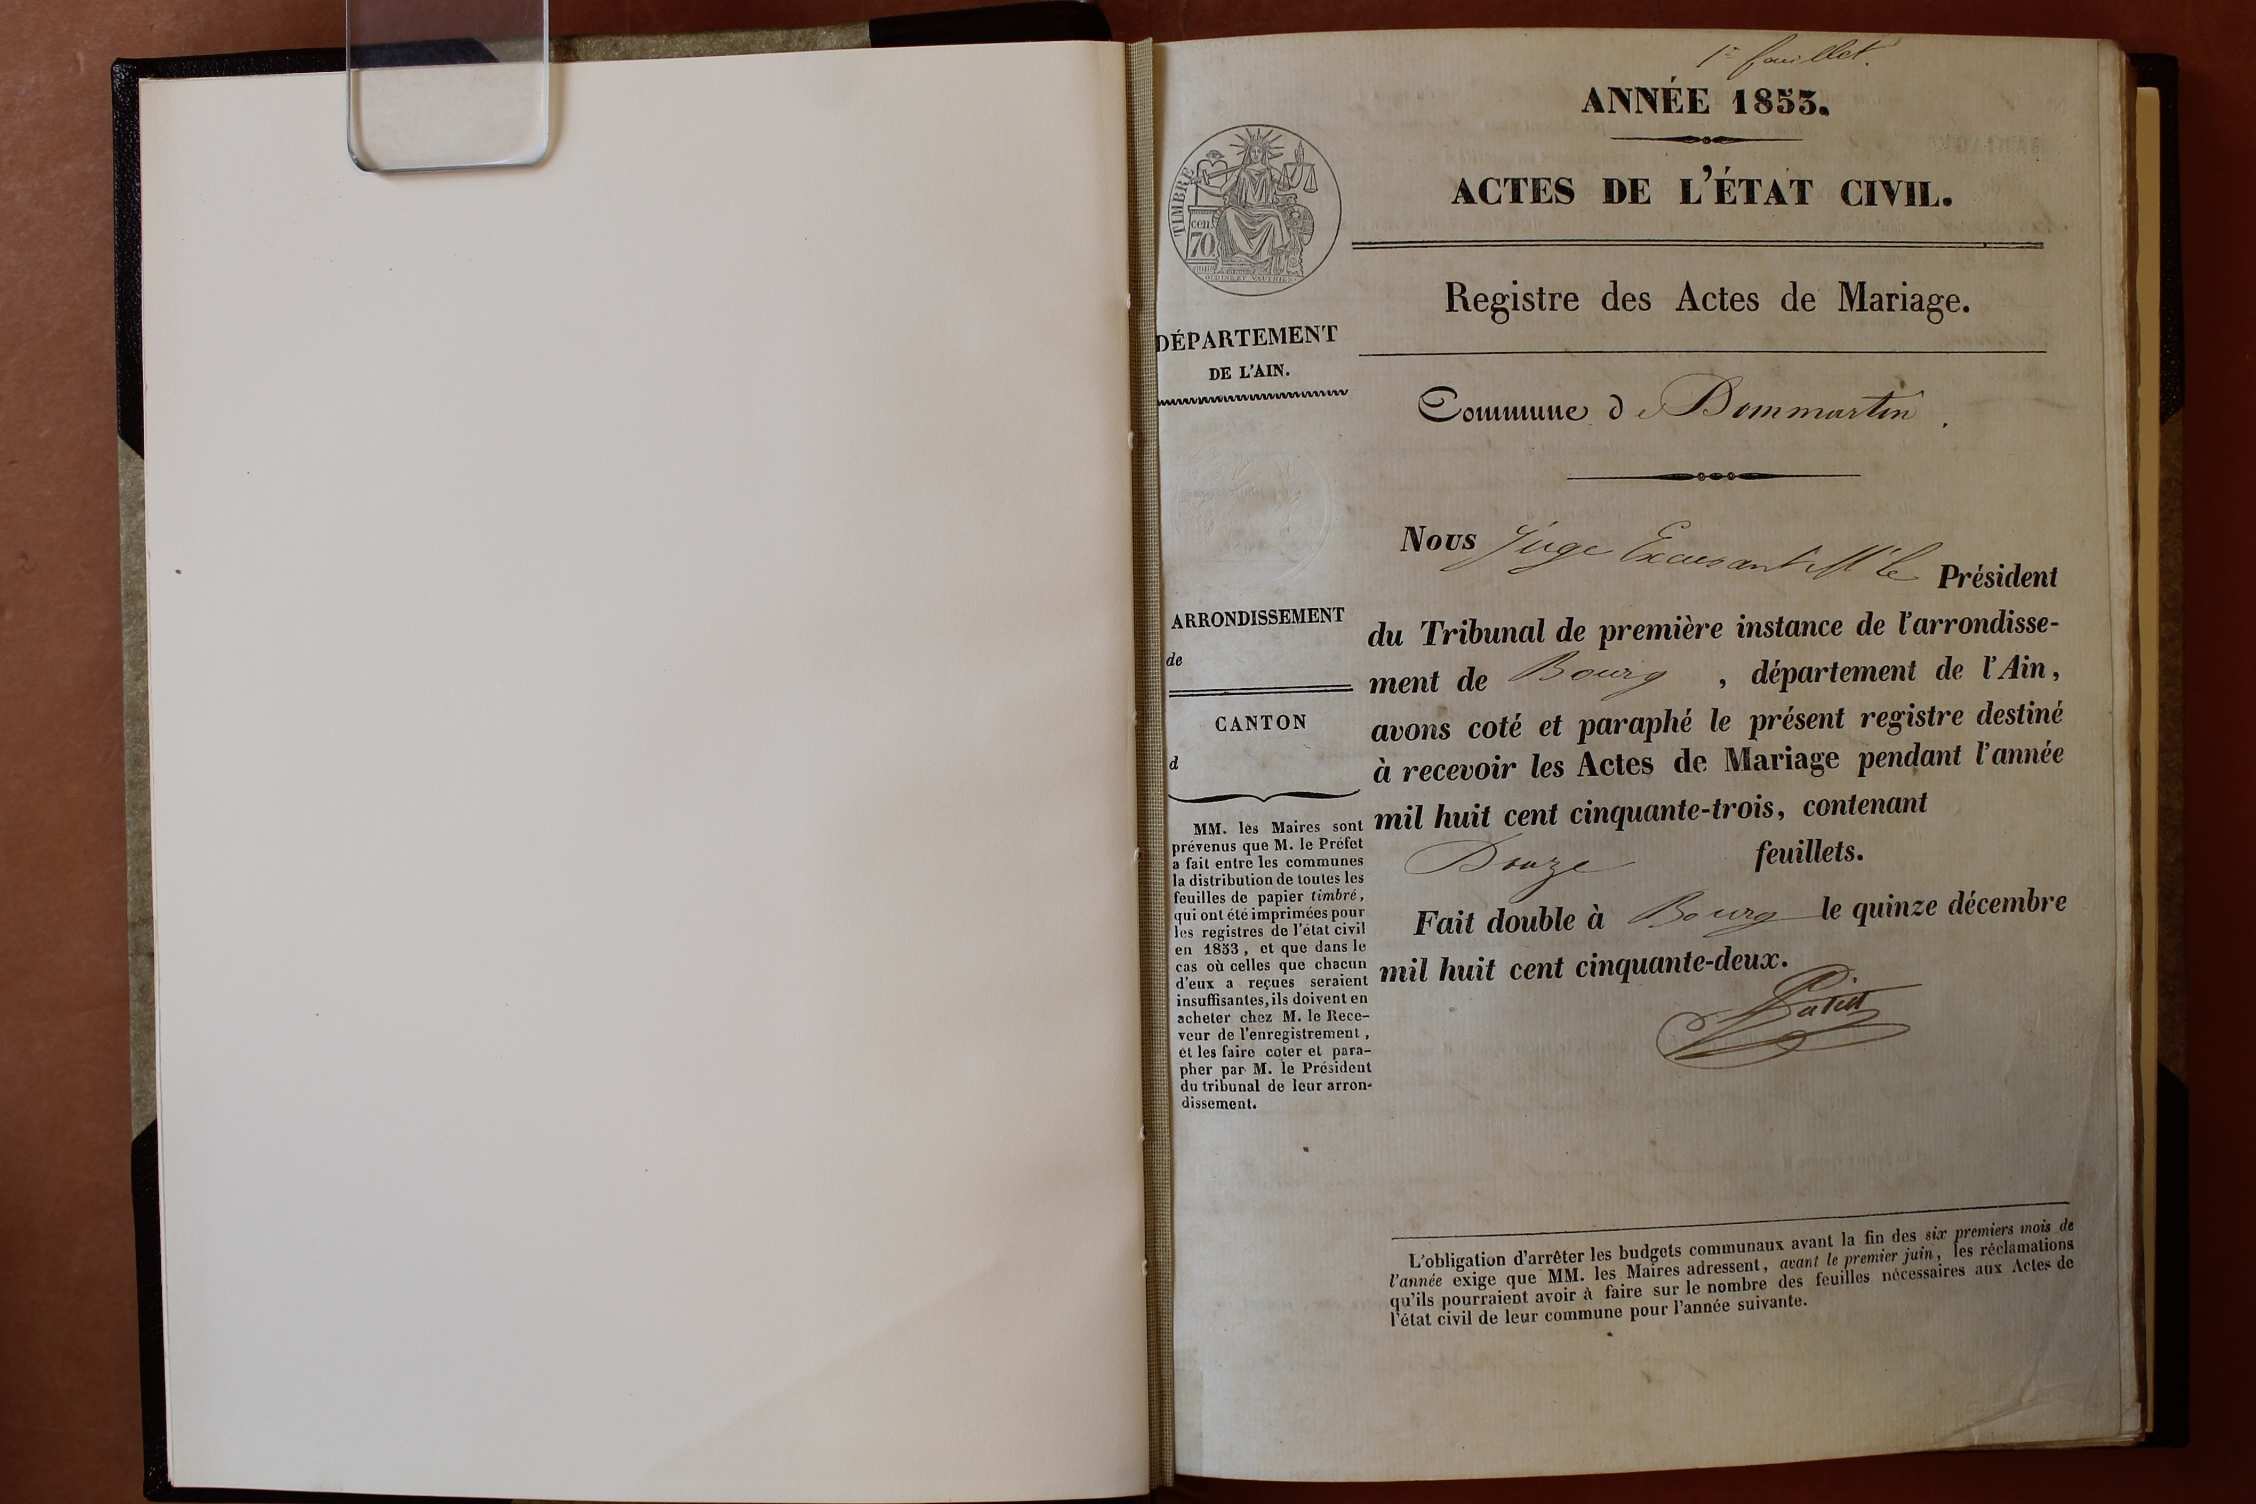 1er feuillet.
ANNÉE 1853.
ACTES DE L'ÉTAT CIVIL.
TIMBRE
cen.
70
Registre des Actes de Mariage.
DÉPARTEMENT
DE L'AIN.
Commune de Dommartin.
Nous Juge Excusant Mr le Président
du Tribunal de première instance de l'arrondisse-
ment de Bourg, département de l'Ain,
avons coté et paraphé le présent registre destiné
à recevoir les Actes de Mariage pendant l'année
mil huit cent cinquante-trois, contenant
Douze feuillets.
Fait double à Bourg le quinze décembre
mil huit cent cinquante-deux.
ARRONDISSEMENT
de
CANTON
d
MM. les Maires sont
prévenus que M. le Préfet
a fait entre les communes
la distribution de toutes les
feuilles de papier timbré,
qui ont été imprimées pour
les registres de l'état civil
en 1853, et que dans le
cas où celles que chacun
d'eux a reçues seraient
insuffisantes, ils doivent en
acheter chez M. le Rece-
veur de l'enregistrement,
et les faire coter et para-
pher par M. le Président
du tribunal de leur arron-
dissement.
L'obligation d'arrêter les budgets communaux avant la fin des six premiers mois de
l'année exige que MM. les Maires adressent, avant le premier juin, les réclamations
qu'ils pourraient avoir à faire sur le nombre des feuilles nécessaires aux Actes de
l'état civil de leur commune pour l'année suivante.